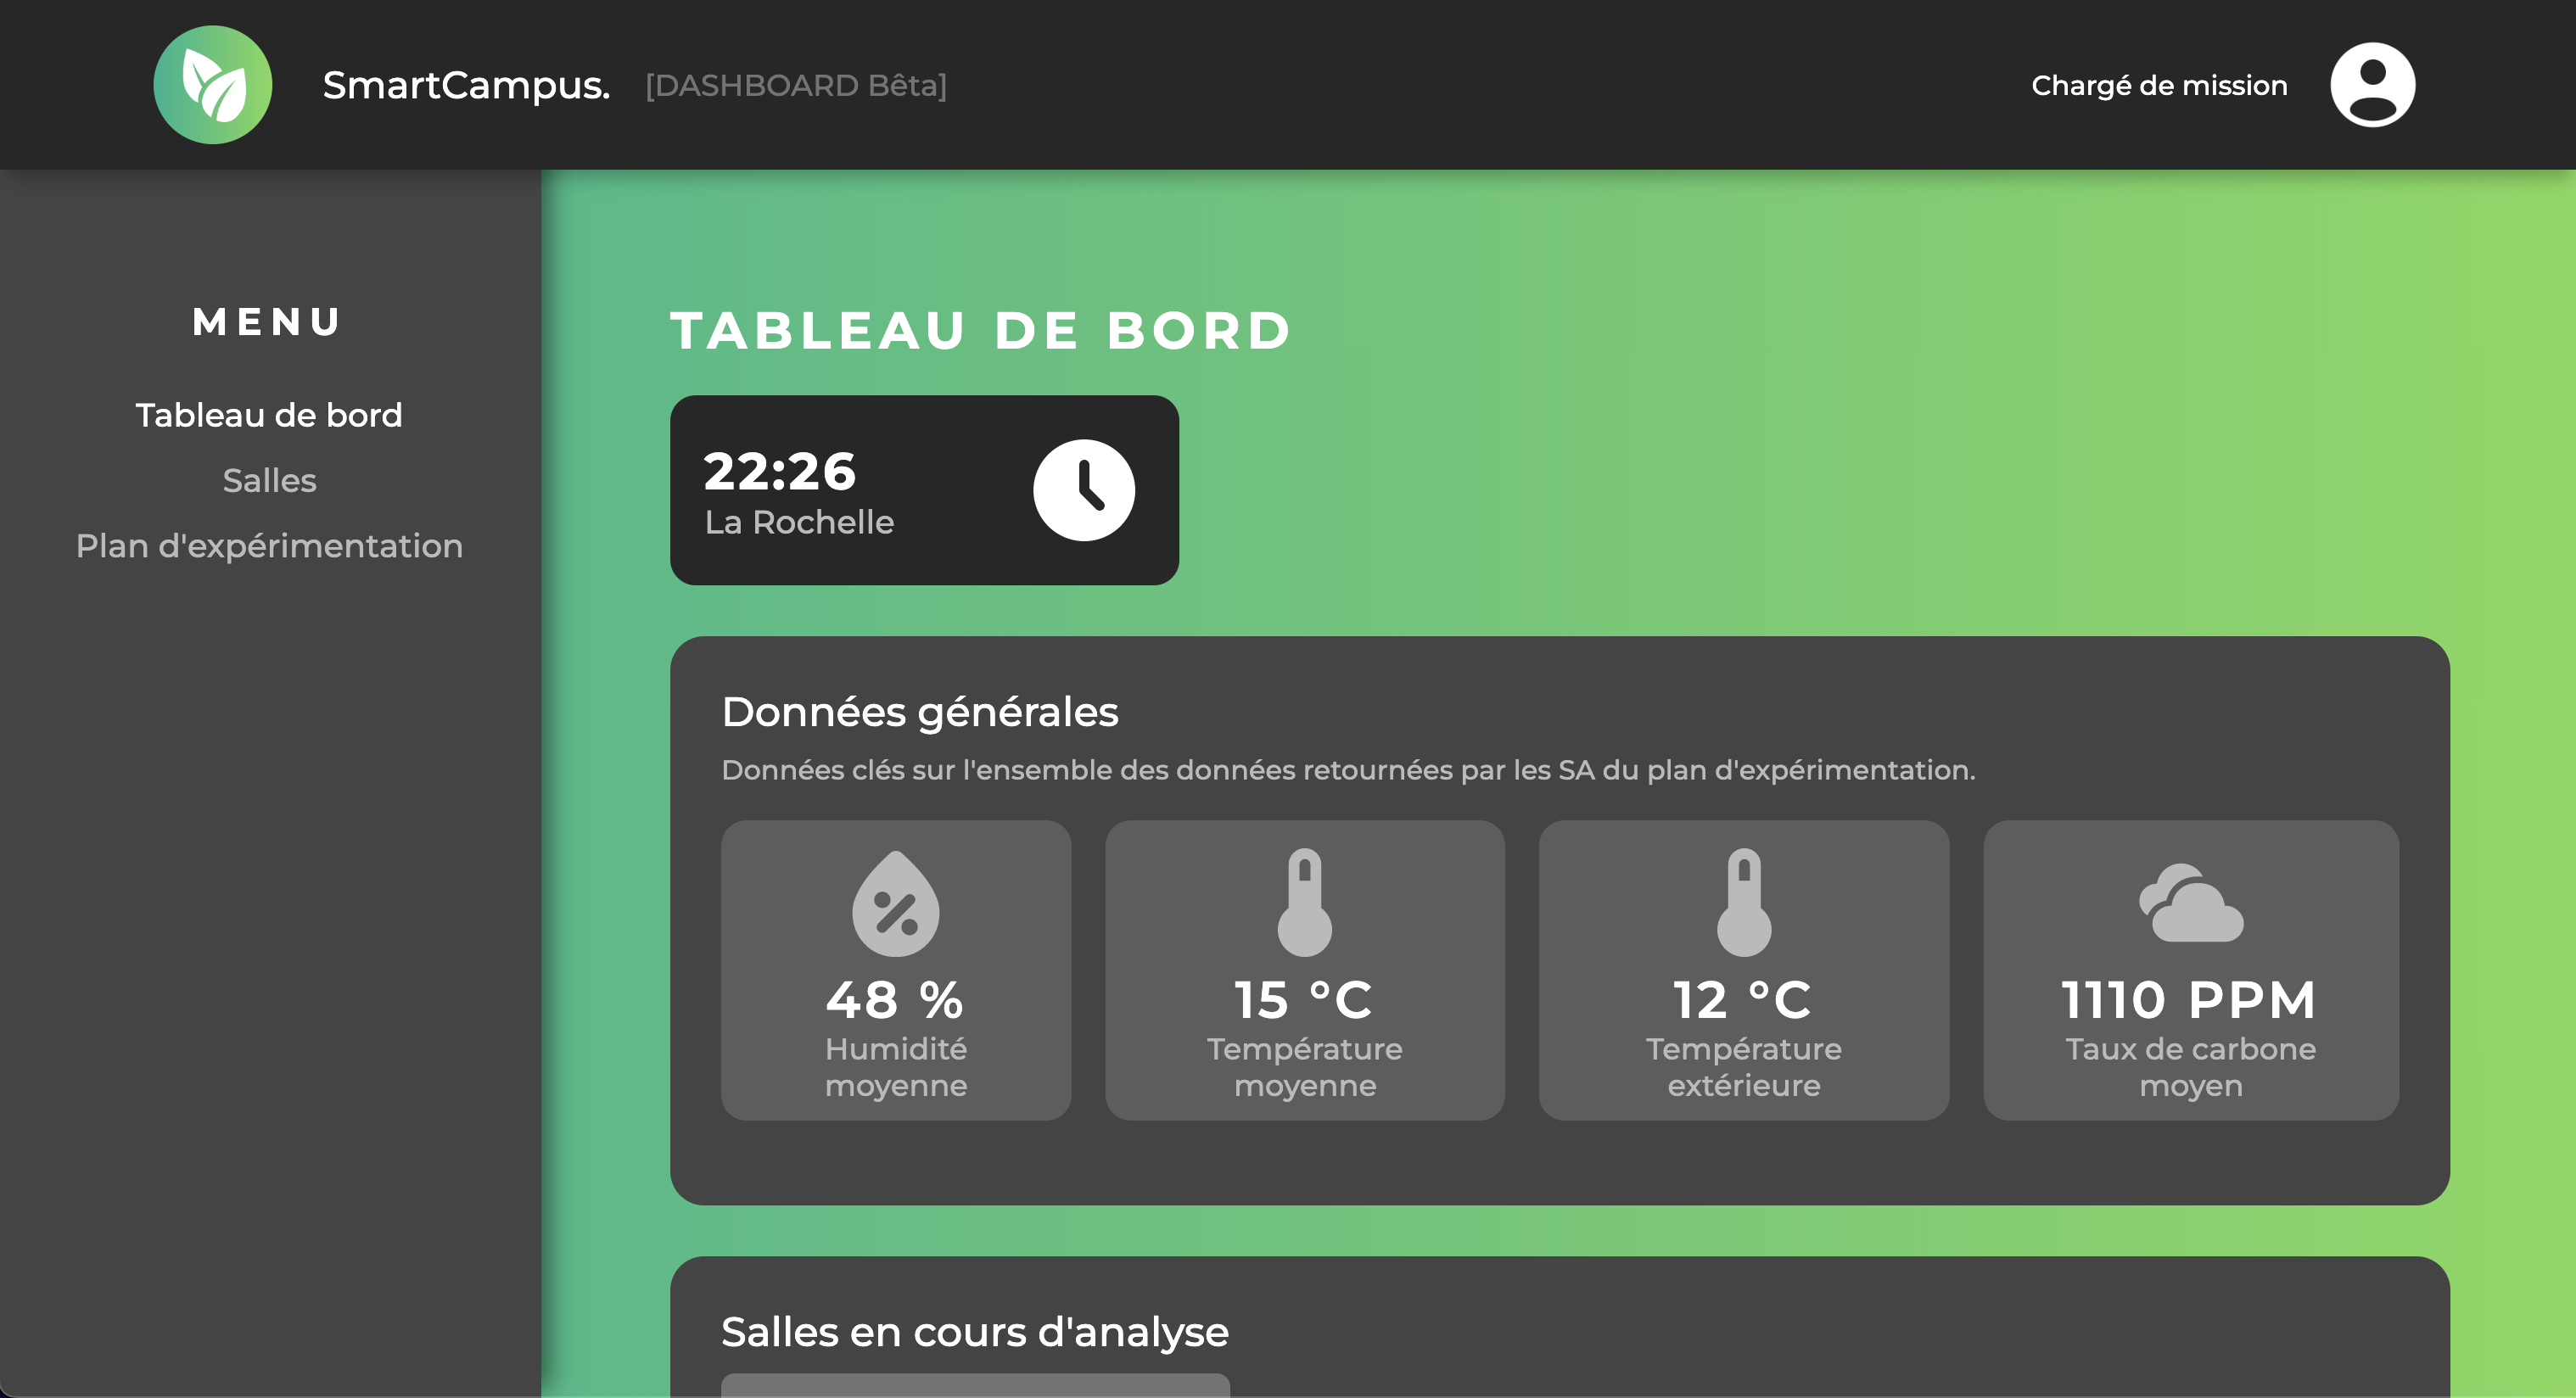 SmartCampus. [DASHBOARD Bêta]
Chargé de mission
MENU
Tableau de bord
Salles
Plan d'expérimentation
TABLEAU DE BORD
22:26
La Rochelle
Données générales
Données clés sur l'ensemble des données retournées par les SA du plan d'expérimentation.
48 %
Humidité
moyenne
15 °C
Température
moyenne
12 °C
Température
extérieure
1110 PPM
Taux de carbone
moyen
Salles en cours d'analyse